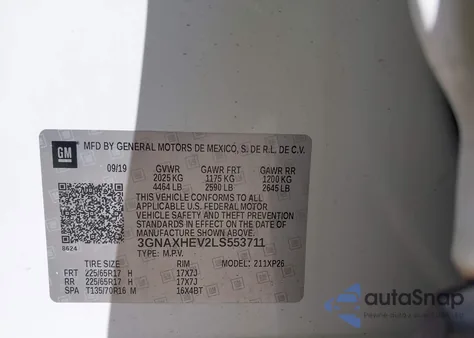 GM
MFD BY GENERAL MOTORS DE MEXICO, S. DE R.L. DE C.V.
09/19 GVWR GAWR FRT GAWR RR
2025 KG 1175 KG 1200 KG
4464 LB 2590 LB 2645 LB
THIS VEHICLE CONFORMS TO ALL
APPLICABLE U.S. FEDERAL MOTOR
VEHICLE SAFETY AND THEFT PREVENTION
STANDARDS IN EFFECT ON THE DATE OF
MANUFACTURE SHOWN ABOVE.
3GNAXHEV2LS553711
8424 TYPE: M.P.V.
TIRE SIZE RIM MODEL: 211XP26
FRT 225/65R17 H 17X7J
RR 225/65R17 H 17X7J
SPA T135/70R16 M 16X4BT
autoSnap